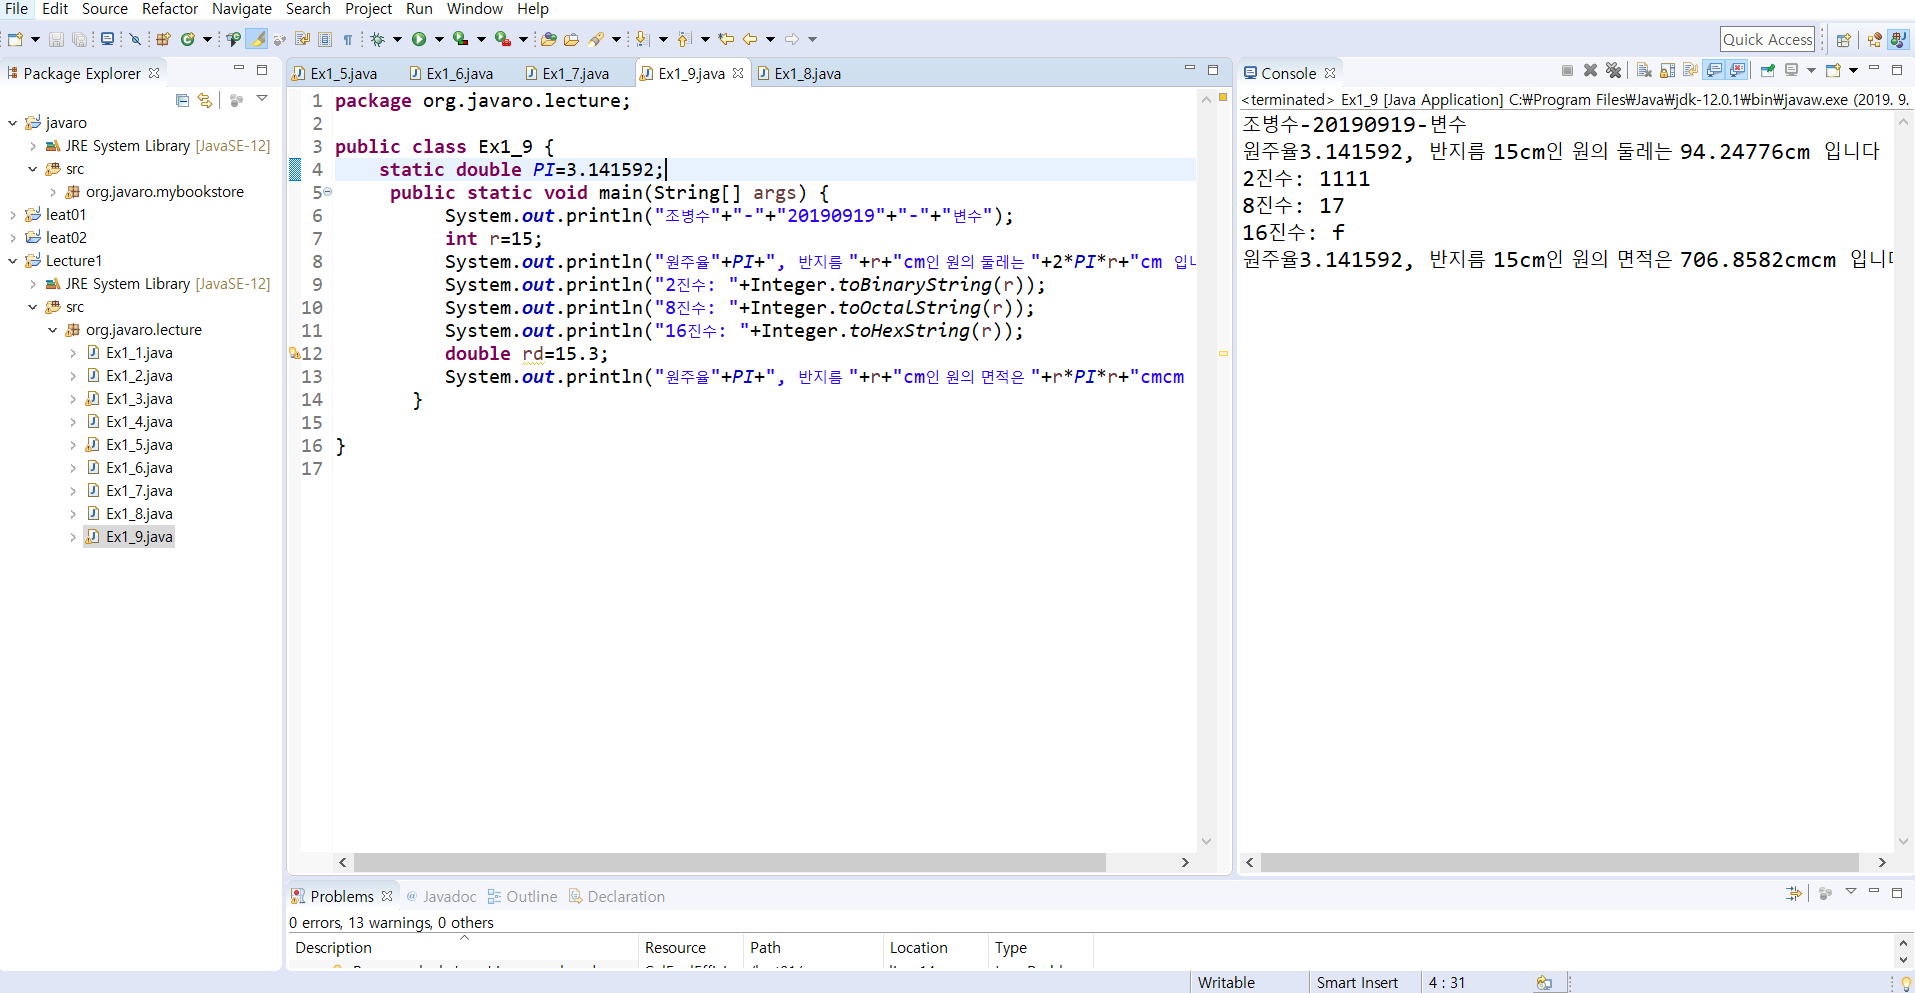 File Edit Source Refactor Navigate Search Project Run Window Help
Quick Access
Package Explorer
javaro
JRE System Library [JavaSE-12]
src
org.javaro.mybookstore
leat01
leat02
Lecture1
JRE System Library [JavaSE-12]
src
org.javaro.lecture
Ex1_1.java
Ex1_2.java
Ex1_3.java
Ex1_4.java
Ex1_5.java
Ex1_6.java
Ex1_7.java
Ex1_8.java
Ex1_9.java
Ex1_5.java Ex1_6.java Ex1_7.java Ex1_9.java Ex1_8.java
1 package org.javaro.lecture;
2
3 public class Ex1_9 {
4 static double PI=3.141592;
5 public static void main(String[] args) {
6 System.out.println("조병수"+"-"+"20190919"+"-"+"변수");
7 int r=15;
8 System.out.println("원주율"+PI+", 반지름 "+r+"cm인 원의 둘레는 "+2*PI*r+"cm 입니
9 System.out.println("2진수: "+Integer.toBinaryString(r));
10 System.out.println("8진수: "+Integer.toOctalString(r));
11 System.out.println("16진수: "+Integer.toHexString(r));
12 double rd=15.3;
13 System.out.println("원주율"+PI+", 반지름 "+r+"cm인 원의 면적은 "+r*PI*r+"cmcm
14 }
15
16 }
17
Console
<terminated> Ex1_9 [Java Application] C:₩Program Files₩Java₩jdk-12.0.1₩bin₩javaw.exe (2019. 9.
조병수-20190919-변수
원주율3.141592, 반지름 15cm인 원의 둘레는 94.24776cm 입니다
2진수: 1111
8진수: 17
16진수: f
원주율3.141592, 반지름 15cm인 원의 면적은 706.8582cmcm 입니다
Problems @ Javadoc Outline Declaration
0 errors, 13 warnings, 0 others
Description Resource Path Location Type
Writable Smart Insert 4 : 31